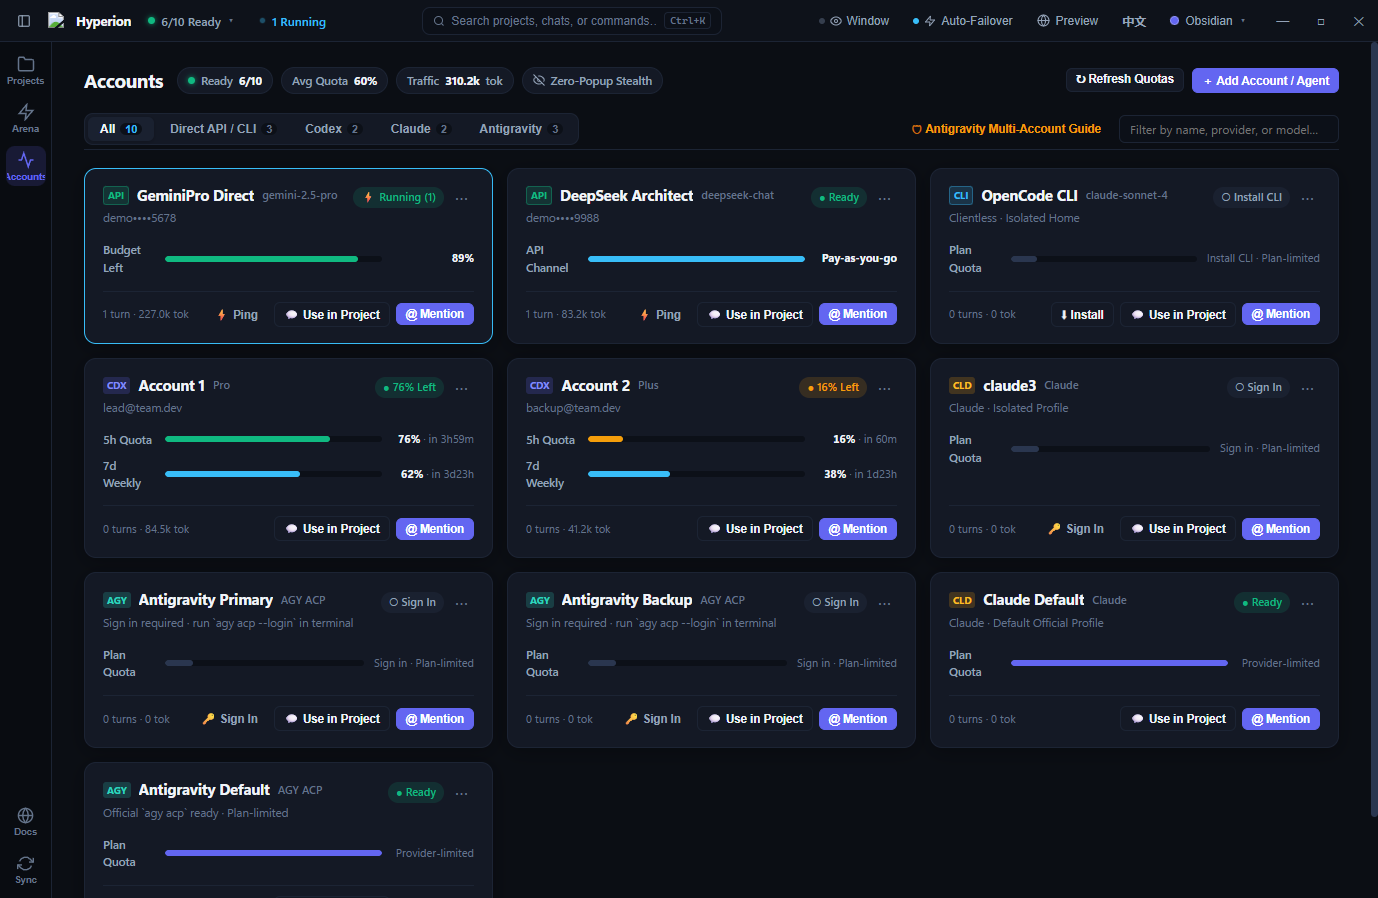 Hyperion
6/10 Ready
1 Running
Search projects, chats, or commands..
Ctrl+K
Window
Auto-Failover
Preview
中文
Obsidian
Projects
Arena
Accounts
Docs
Sync
Accounts
Ready 6/10
Avg Quota 60%
Traffic 310.2k tok
Zero-Popup Stealth
Refresh Quotas
+ Add Account / Agent
All 10
Direct API / CLI 3
Codex 2
Claude 2
Antigravity 3
Antigravity Multi-Account Guide
Filter by name, provider, or model...
API GeminiPro Direct gemini-2.5-pro Running (1) ...
demo••••5678
Budget Left 89%
1 turn · 227.0k tok Ping Use in Project @ Mention
API DeepSeek Architect deepseek-chat Ready ...
demo••••9988
API Channel Pay-as-you-go
1 turn · 83.2k tok Ping Use in Project @ Mention
CLI OpenCode CLI claude-sonnet-4 Install CLI ...
Clientless · Isolated Home
Plan Quota Install CLI · Plan-limited
0 turns · 0 tok Install Use in Project @ Mention
CDX Account 1 Pro 76% Left ...
lead@team.dev
5h Quota 76% · in 3h59m
7d Weekly 62% · in 3d23h
0 turns · 84.5k tok Use in Project @ Mention
CDX Account 2 Plus 16% Left ...
backup@team.dev
5h Quota 16% · in 60m
7d Weekly 38% · in 1d23h
0 turns · 41.2k tok Use in Project @ Mention
CLD claude3 Claude Sign In ...
Claude · Isolated Profile
Plan Quota Sign in · Plan-limited
0 turns · 0 tok Sign In Use in Project @ Mention
AGY Antigravity Primary AGY ACP Sign In ...
Sign in required · run `agy acp --login` in terminal
Plan Quota Sign in · Plan-limited
0 turns · 0 tok Sign In Use in Project @ Mention
AGY Antigravity Backup AGY ACP Sign In ...
Sign in required · run `agy acp --login` in terminal
Plan Quota Sign in · Plan-limited
0 turns · 0 tok Sign In Use in Project @ Mention
CLD Claude Default Claude Ready ...
Claude · Default Official Profile
Plan Quota Provider-limited
0 turns · 0 tok Use in Project @ Mention
AGY Antigravity Default AGY ACP Ready ...
Official `agy acp` ready · Plan-limited
Plan Quota Provider-limited